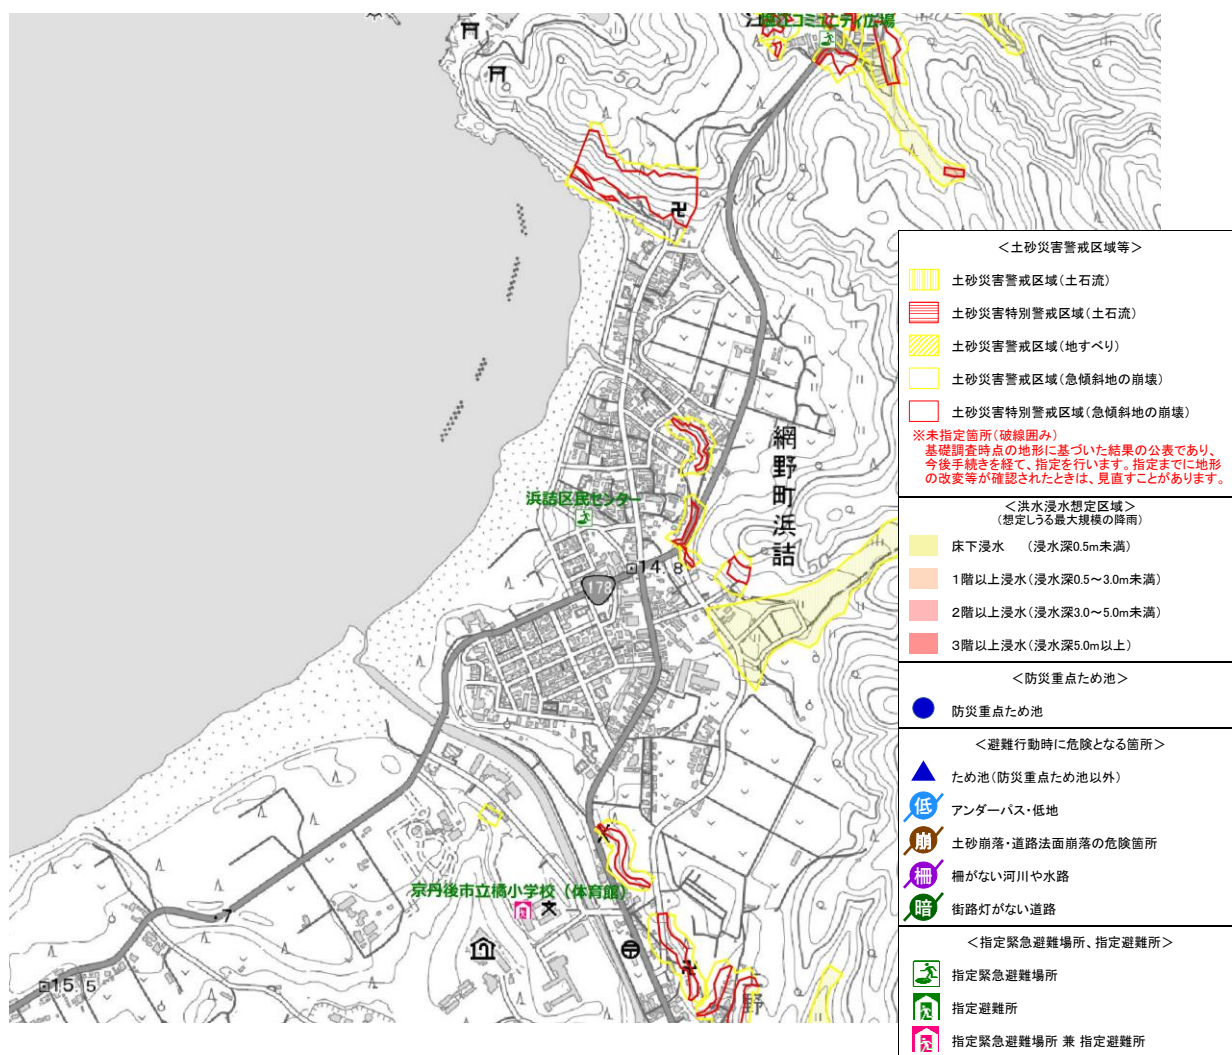 江コミュニティ広場
50
網野町浜詰
浜詰区民センター
14.8
178
京丹後市立橘小学校（体育館）
7
15.5
野
＜土砂災害警戒区域等＞
土砂災害警戒区域（土石流）
土砂災害特別警戒区域（土石流）
土砂災害警戒区域（地すべり）
土砂災害警戒区域（急傾斜地の崩壊）
土砂災害特別警戒区域（急傾斜地の崩壊）
※未指定箇所（破線囲み）
基礎調査時点の地形に基づいた結果の公表であり、
今後手続きを経て、指定を行います。指定までに地形
の改変等が確認されたときは、見直すことがあります。
＜洪水浸水想定区域＞
（想定しうる最大規模の降雨）
床下浸水　（浸水深0.5m未満）
1階以上浸水（浸水深0.5～3.0m未満）
2階以上浸水（浸水深3.0～5.0m未満）
3階以上浸水（浸水深5.0m以上）
＜防災重点ため池＞
防災重点ため池
＜避難行動時に危険となる箇所＞
ため池（防災重点ため池以外）
低 アンダーパス・低地
崩 土砂崩落・道路法面崩落の危険箇所
柵 柵がない河川や水路
暗 街路灯がない道路
＜指定緊急避難場所、指定避難所＞
指定緊急避難場所
指定避難所
指定緊急避難場所 兼 指定避難所